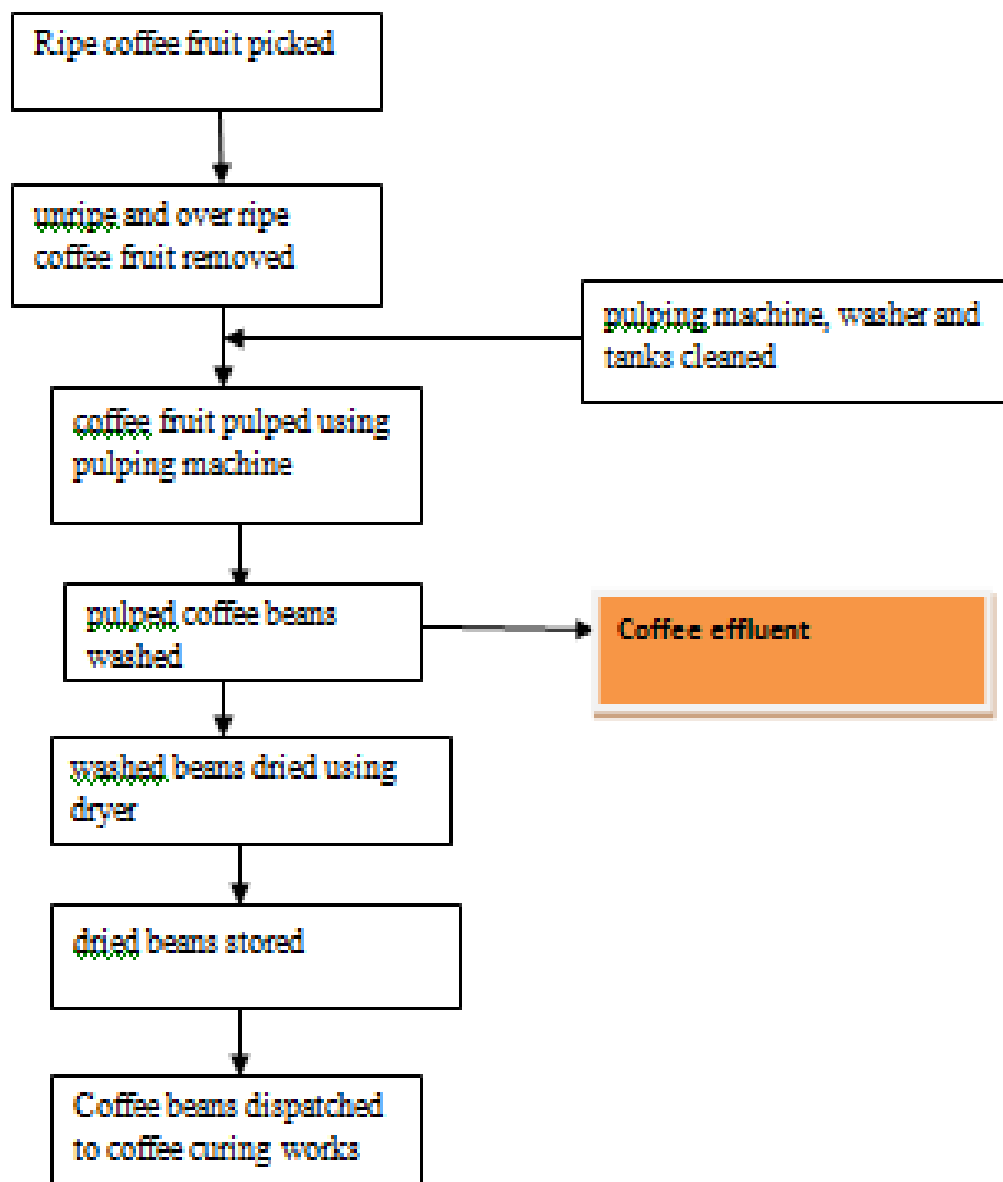 Ripe coffee fruit picked
unripe and over ripe
coffee fruit removed
pulping machine, washer and
tanks cleaned
coffee fruit pulped using
pulping machine
pulped coffee beans
washed
Coffee effluent
washed beans dried using
dryer
dried beans stored
Coffee beans dispatched
to coffee curing works